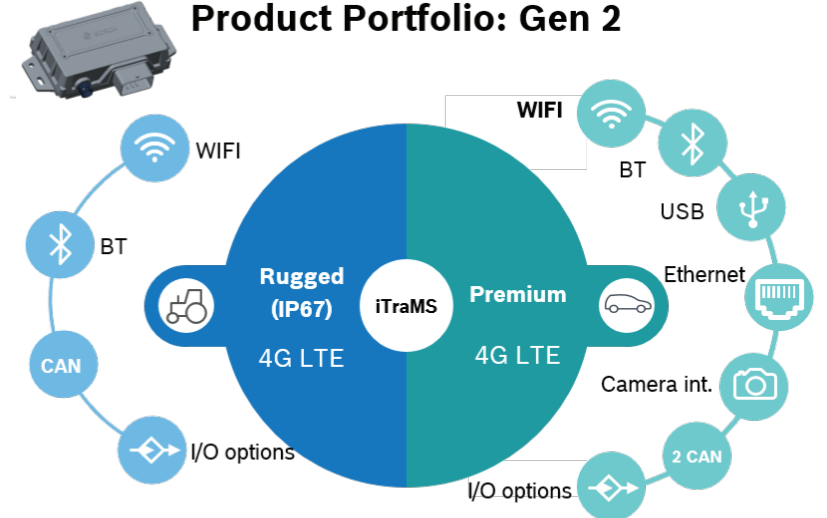 Product Portfolio: Gen 2
WIFI
BT
CAN
I/O options
Rugged
(IP67)
4G LTE
iTraMS
Premium
4G LTE
WIFI
BT
USB
Ethernet
Camera int.
2 CAN
I/O options